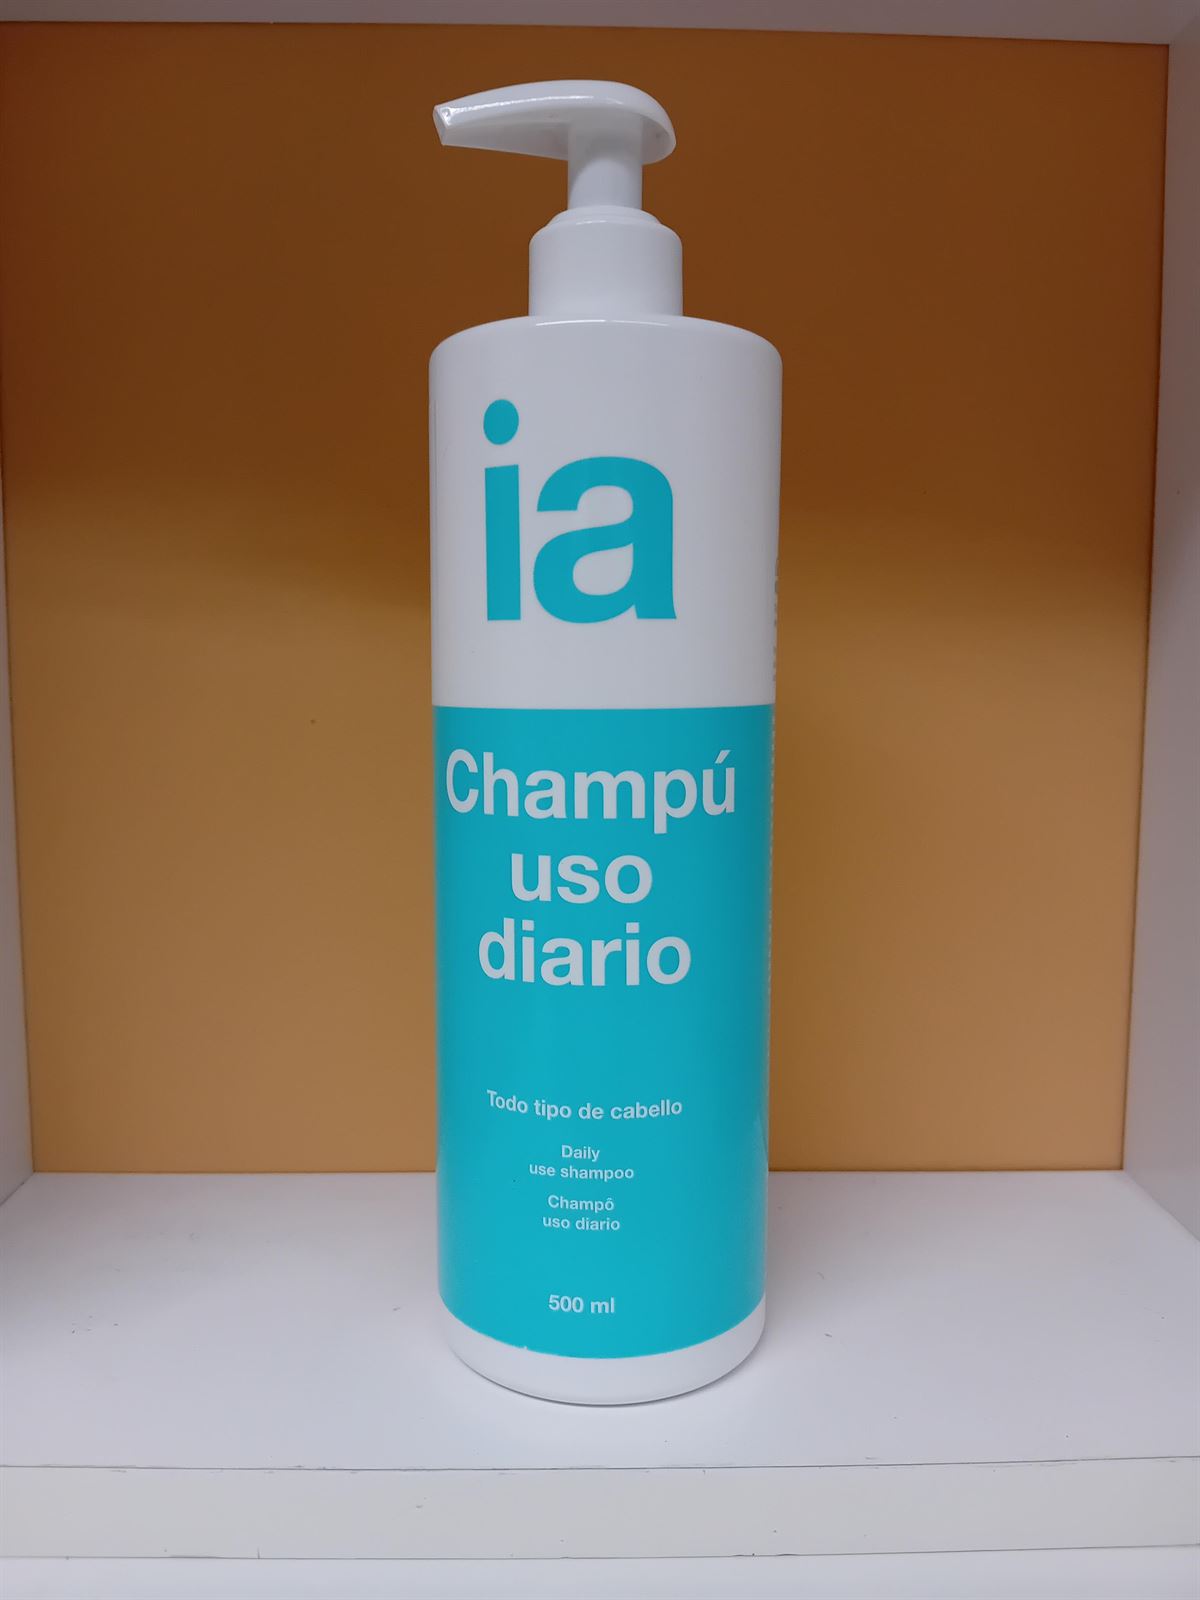 ia
Champú
uso
diario
Todo tipo de cabello
Daily
use shampoo
Champô
uso diario
500 ml